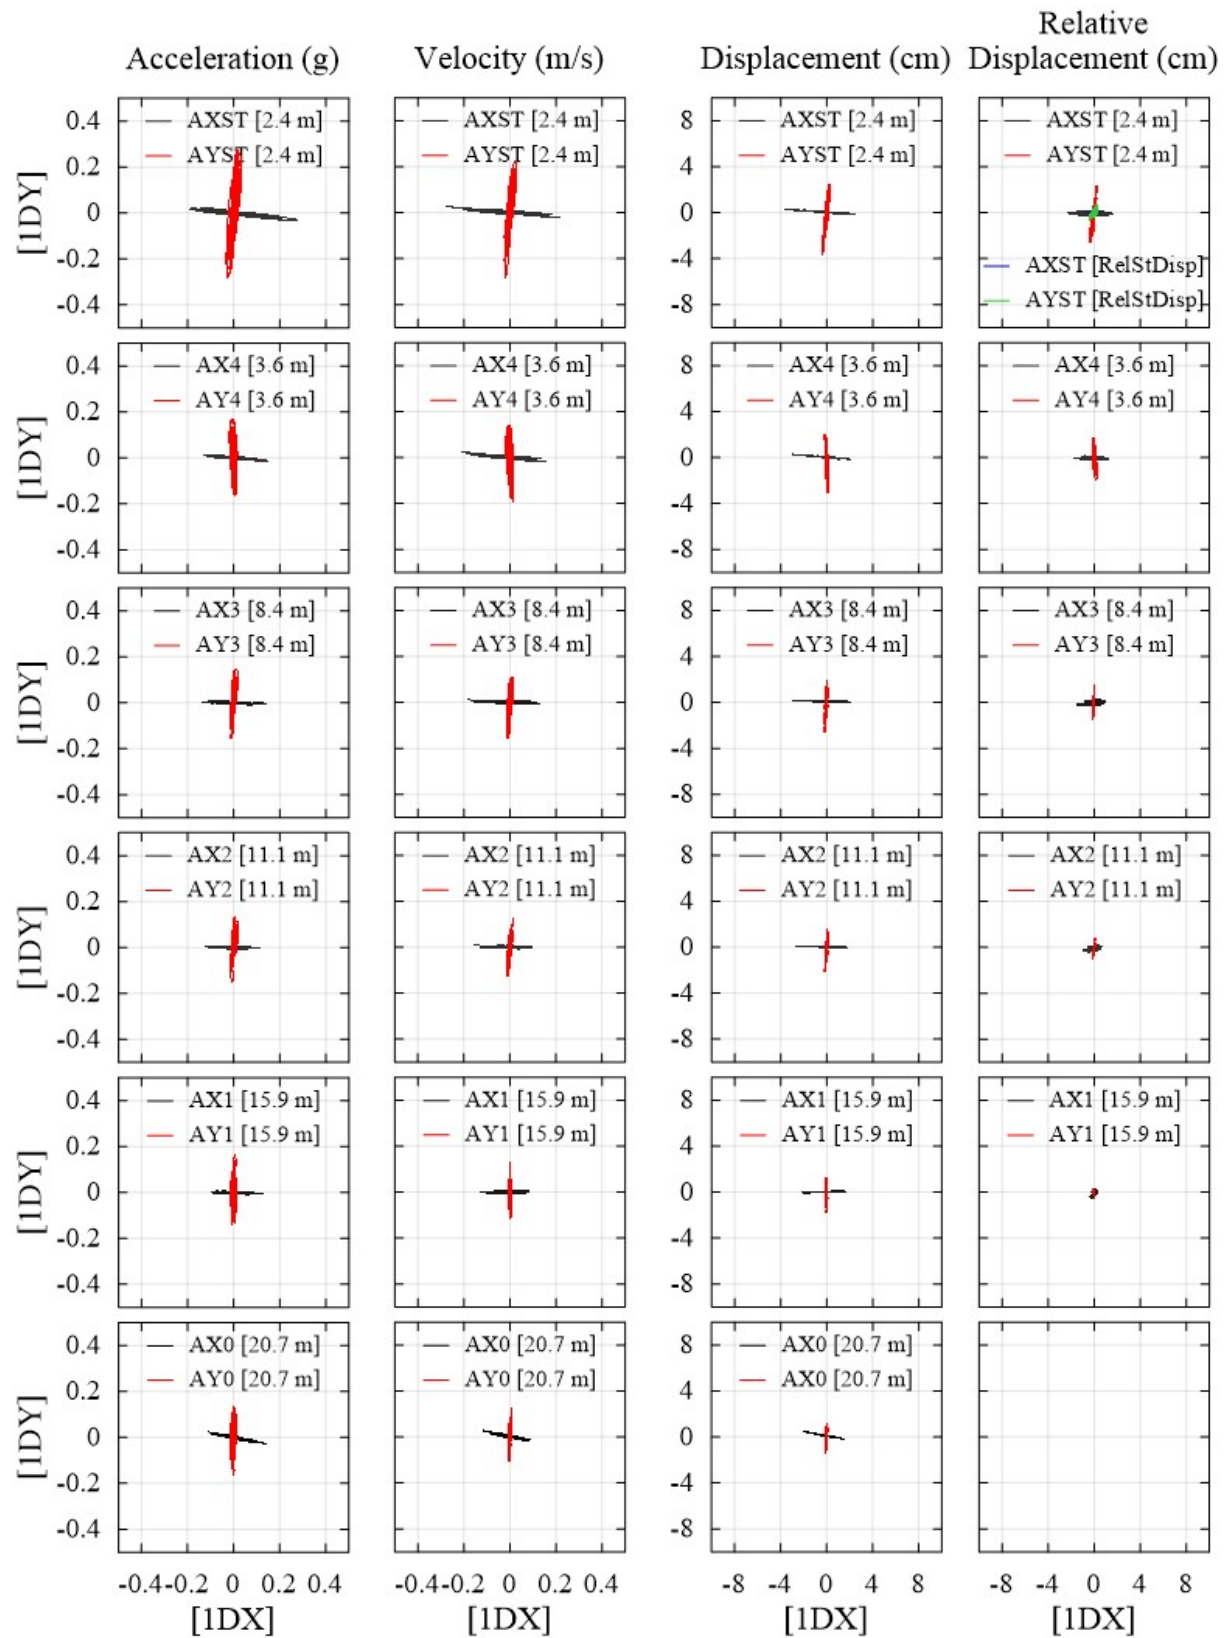 Acceleration (g) Velocity (m/s) Displacement (cm) Relative Displacement (cm)
0.4 AXST [2.4 m] AXST [2.4 m] 8 AXST [2.4 m] AXST [2.4 m]
0.2 AYST [2.4 m] AYST [2.4 m] 4 AYST [2.4 m] AYST [2.4 m]
[1DY] 0 0
-0.2 -4 AXST [RelStDisp]
-0.4 -8 AYST [RelStDisp]
0.4 AX4 [3.6 m] AX4 [3.6 m] 8 AX4 [3.6 m] AX4 [3.6 m]
0.2 AY4 [3.6 m] AY4 [3.6 m] 4 AY4 [3.6 m] AY4 [3.6 m]
[1DY] 0 0
-0.2 -4
-0.4 -8
0.4 AX3 [8.4 m] AX3 [8.4 m] 8 AX3 [8.4 m] AX3 [8.4 m]
0.2 AY3 [8.4 m] AY3 [8.4 m] 4 AY3 [8.4 m] AY3 [8.4 m]
[1DY] 0 0
-0.2 -4
-0.4 -8
0.4 AX2 [11.1 m] AX2 [11.1 m] 8 AX2 [11.1 m] AX2 [11.1 m]
0.2 AY2 [11.1 m] AY2 [11.1 m] 4 AY2 [11.1 m] AY2 [11.1 m]
[1DY] 0 0
-0.2 -4
-0.4 -8
0.4 AX1 [15.9 m] AX1 [15.9 m] 8 AX1 [15.9 m] AX1 [15.9 m]
0.2 AY1 [15.9 m] AY1 [15.9 m] 4 AY1 [15.9 m] AY1 [15.9 m]
[1DY] 0 0
-0.2 -4
-0.4 -8
0.4 AX0 [20.7 m] AX0 [20.7 m] 8 AX0 [20.7 m]
0.2 AY0 [20.7 m] AY0 [20.7 m] 4 AX0 [20.7 m]
[1DY] 0 0
-0.2 -4
-0.4 -8
-0.4 -0.2 0 0.2 0.4 -0.4 -0.2 0 0.2 0.4 -8 -4 0 4 8 -8 -4 0 4 8
[1DX] [1DX] [1DX] [1DX]